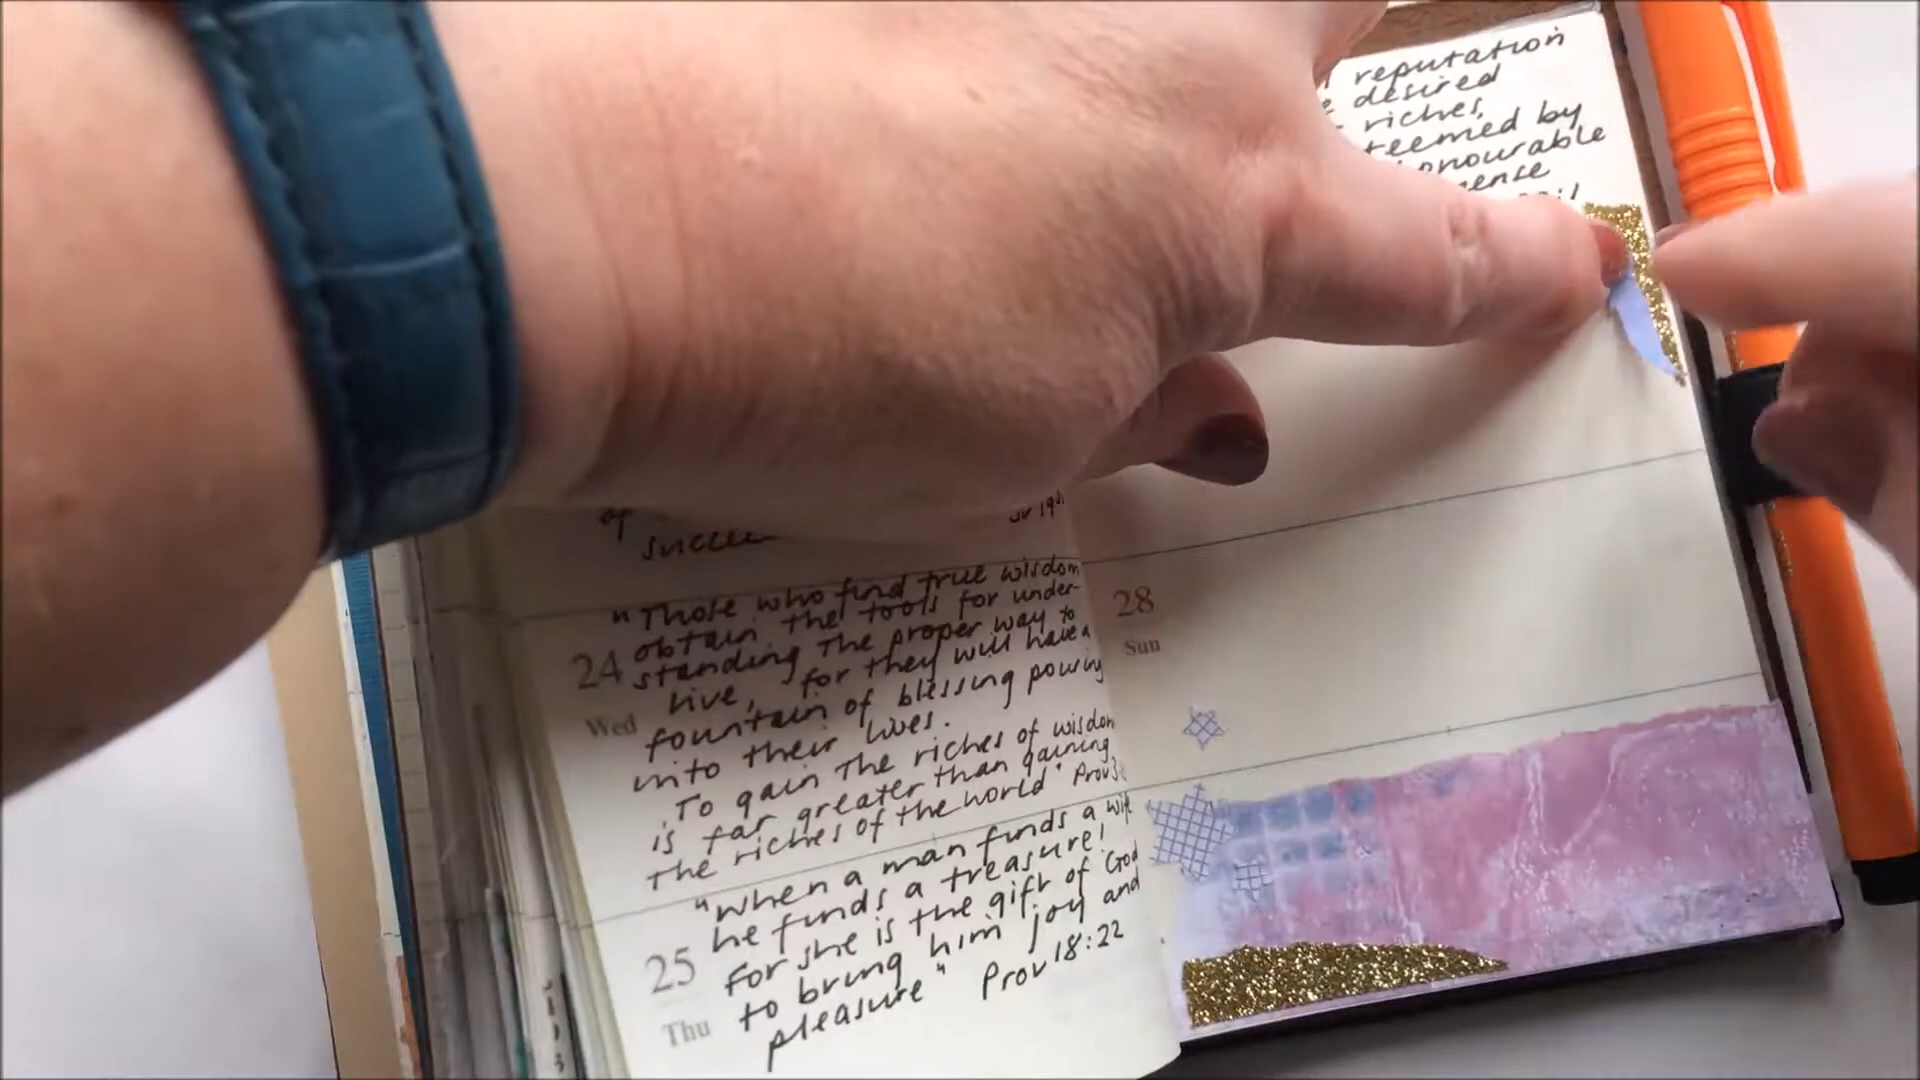 reputation
desired
riches,
teemed by
onourable
ense
of
succe
24
Wed
"Those who find true wisdom
obtain the tools for under-
standing the proper way to
live, for they will have a
fountain of blessing pouring
into their lives.
To gain the riches of wisdom
is far greater than gaining
the riches of the world" Prov
25
Thu
"When a man finds a wife
he finds a treasure!
For she is the gift of God
to bring him joy and
pleasure" Prov 18:22
28
Sun